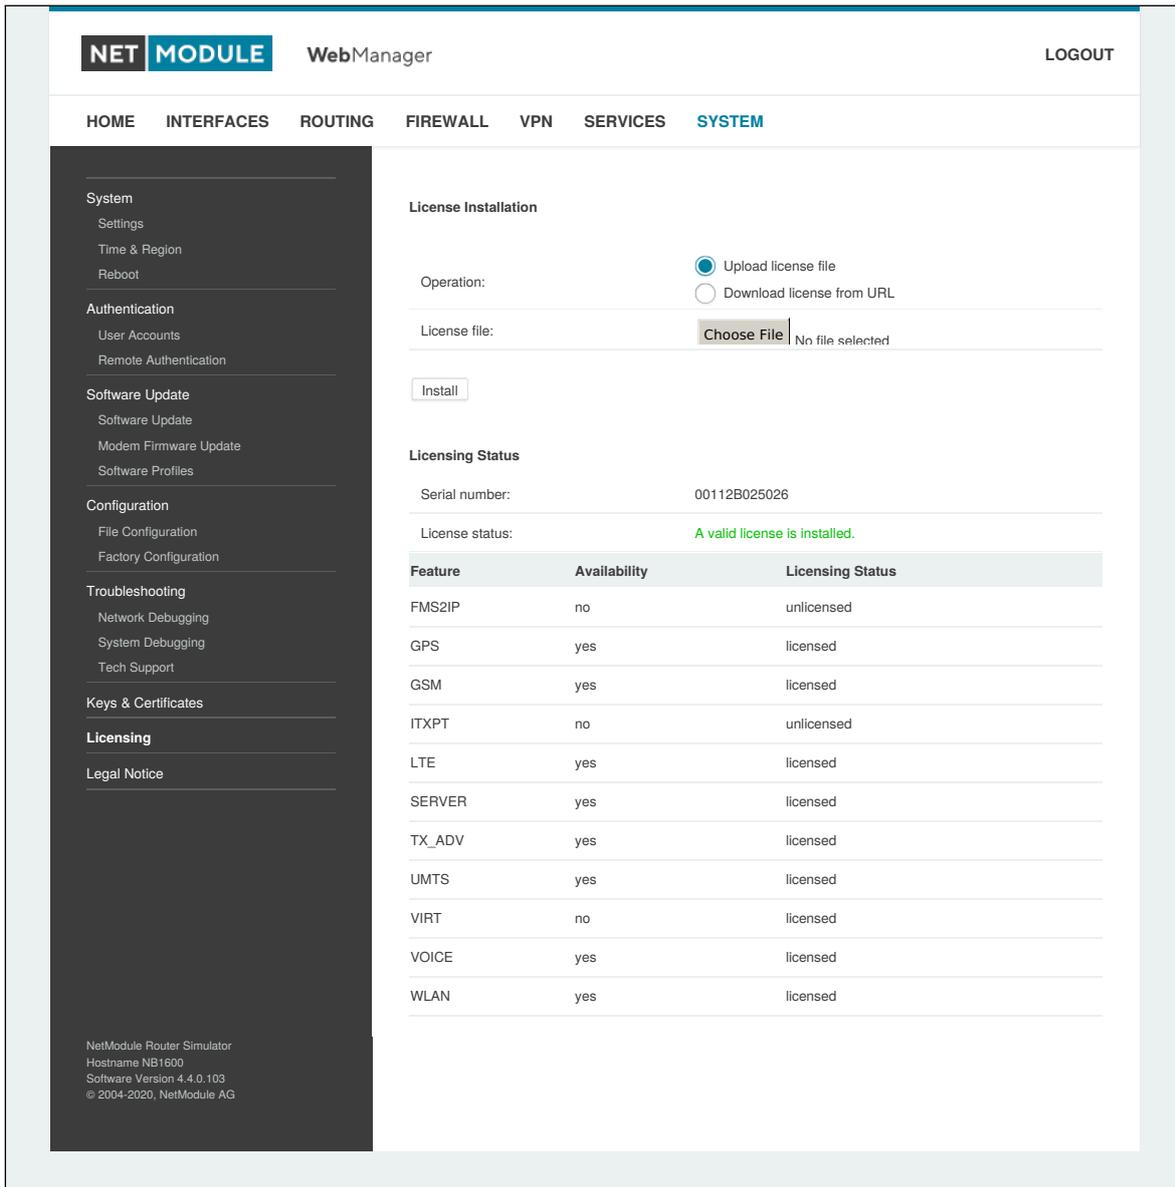 NET MODULE WebManager LOGOUT
HOME INTERFACES ROUTING FIREWALL VPN SERVICES SYSTEM
System
Settings
Time & Region
Reboot
Authentication
User Accounts
Remote Authentication
Software Update
Software Update
Modem Firmware Update
Software Profiles
Configuration
File Configuration
Factory Configuration
Troubleshooting
Network Debugging
System Debugging
Tech Support
Keys & Certificates
Licensing
Legal Notice
NetModule Router Simulator
Hostname NB1600
Software Version 4.4.0.103
© 2004-2020, NetModule AG
License Installation
Operation:
Upload license file
Download license from URL
License file: Choose File No file selected
Install
Licensing Status
Serial number: 00112B025026
License status: A valid license is installed.
Feature Availability Licensing Status
FMS2IP no unlicensed
GPS yes licensed
GSM yes licensed
ITXPT no unlicensed
LTE yes licensed
SERVER yes licensed
TX_ADV yes licensed
UMTS yes licensed
VIRT no licensed
VOICE yes licensed
WLAN yes licensed